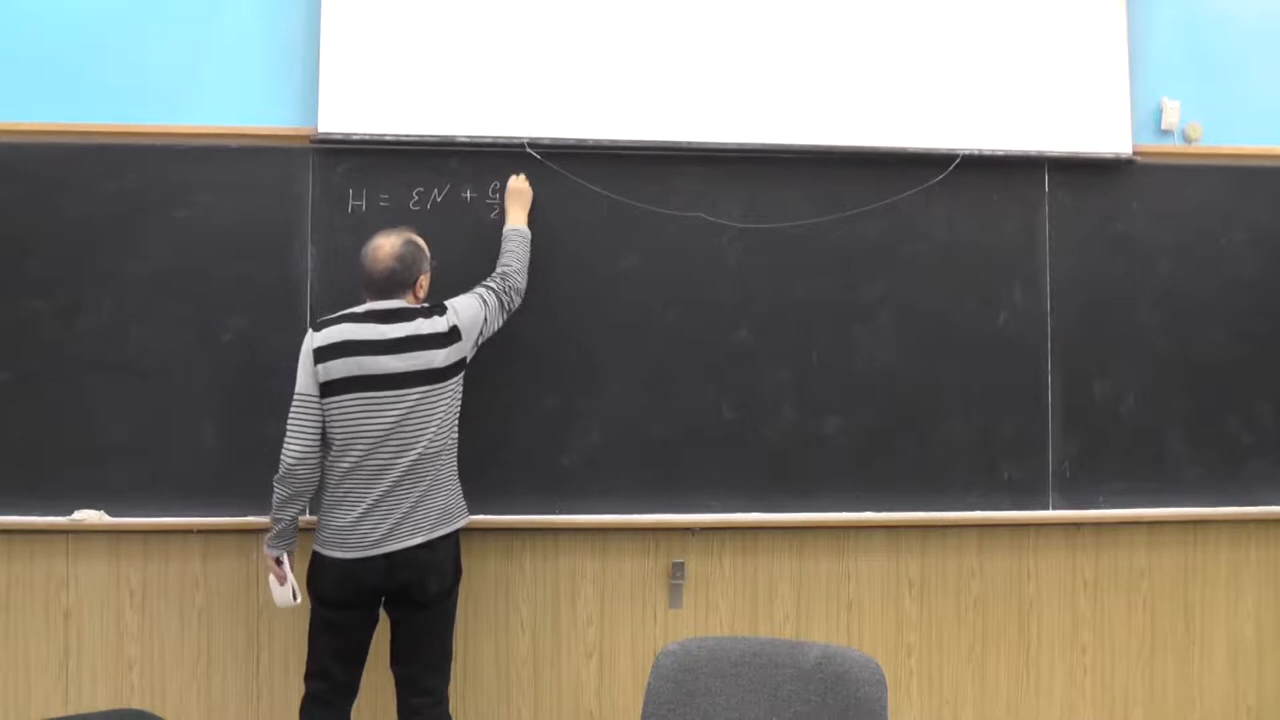 H = εN + G/2